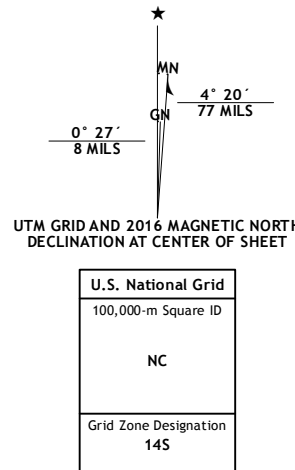 MN
4° 20´
77 MILS
GN
0° 27´
8 MILS
UTM GRID AND 2016 MAGNETIC NORTH
DECLINATION AT CENTER OF SHEET
U.S. National Grid
100,000-m Square ID
NC
Grid Zone Designation
14S